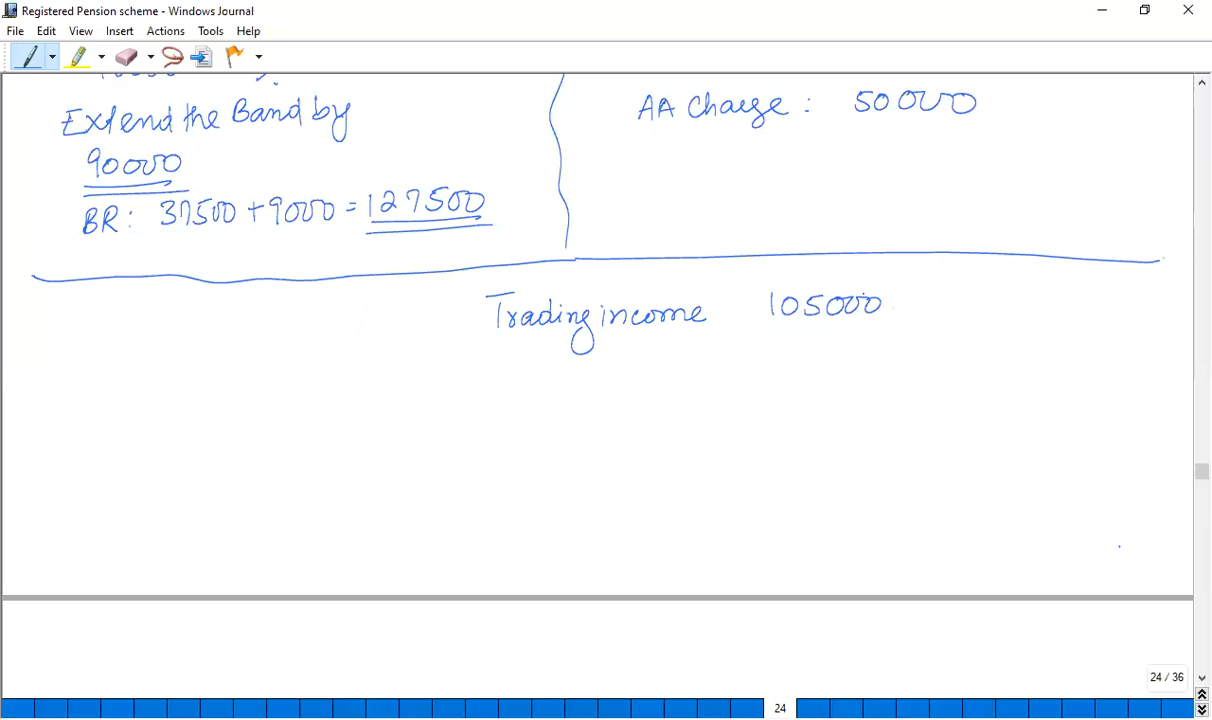 Registered Pension scheme - Windows Journal
File Edit View Insert Actions Tools Help
Extend the Band by
90000
BR: 37500 + 9000 = 127500
AA Charge : 50000
Trading income 105000
24 / 36
24